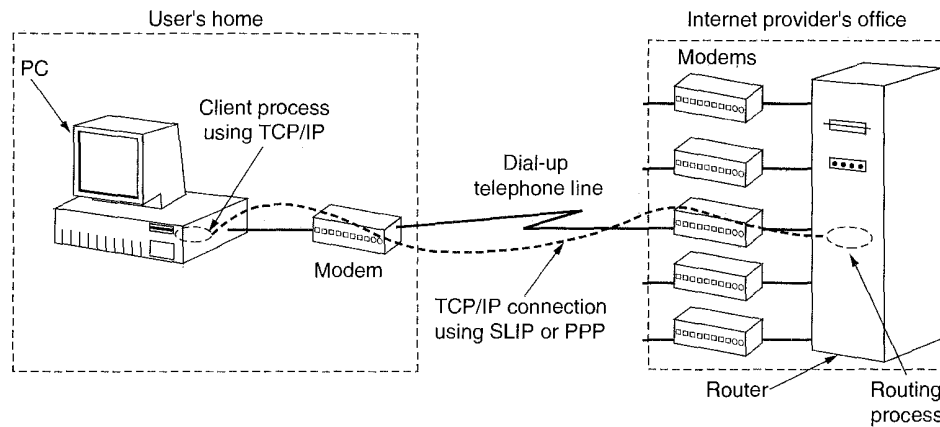 User's home
Internet provider's office
PC
Client process
using TCP/IP
Modems
Dial-up
telephone line
Modem
TCP/IP connection
using SLIP or PPP
Router
Routing
process